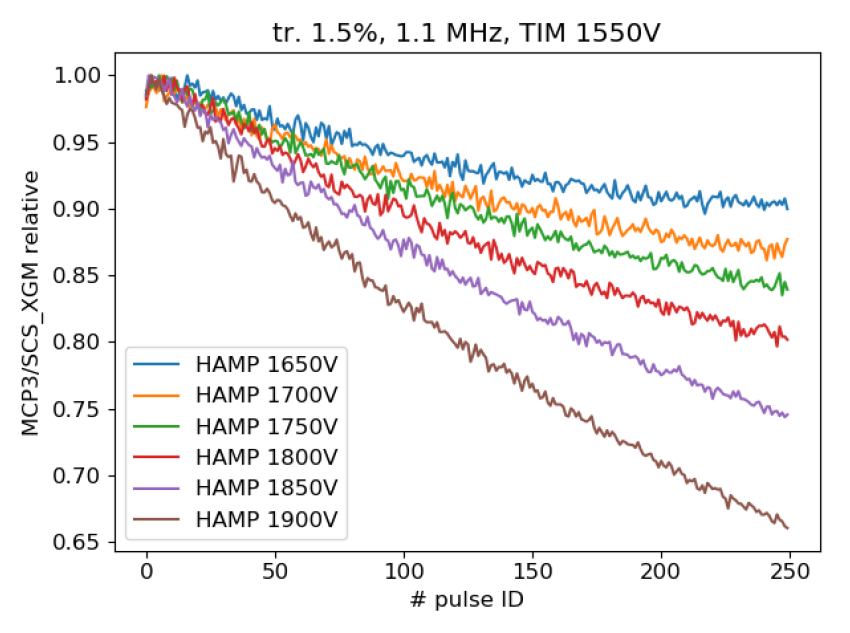 tr. 1.5%, 1.1 MHz, TIM 1550V
MCP3/SCS_XGM relative
1.00
0.95
0.90
0.85
0.80
0.75
0.70
0.65
HAMP 1650V
HAMP 1700V
HAMP 1750V
HAMP 1800V
HAMP 1850V
HAMP 1900V
0 50 100 150 200 250
# pulse ID